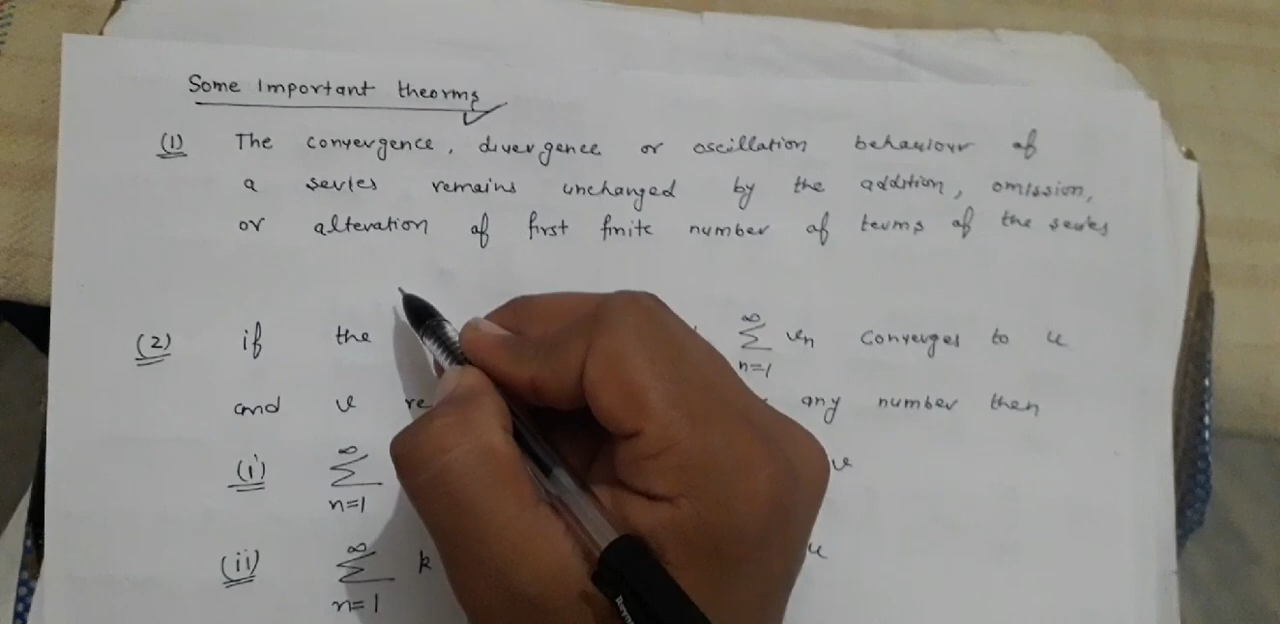 Some Important theorms
(1) The convergence, divergence or oscillation behaviour of
a series remains unchanged by the addition, omission,
or alteration of first finite number of terms of the series
(2) if the ∞∑n=1 vn converges to u
and v re any number then
(i) ∞∑n=1 v
(ii) ∞∑n=1 k u